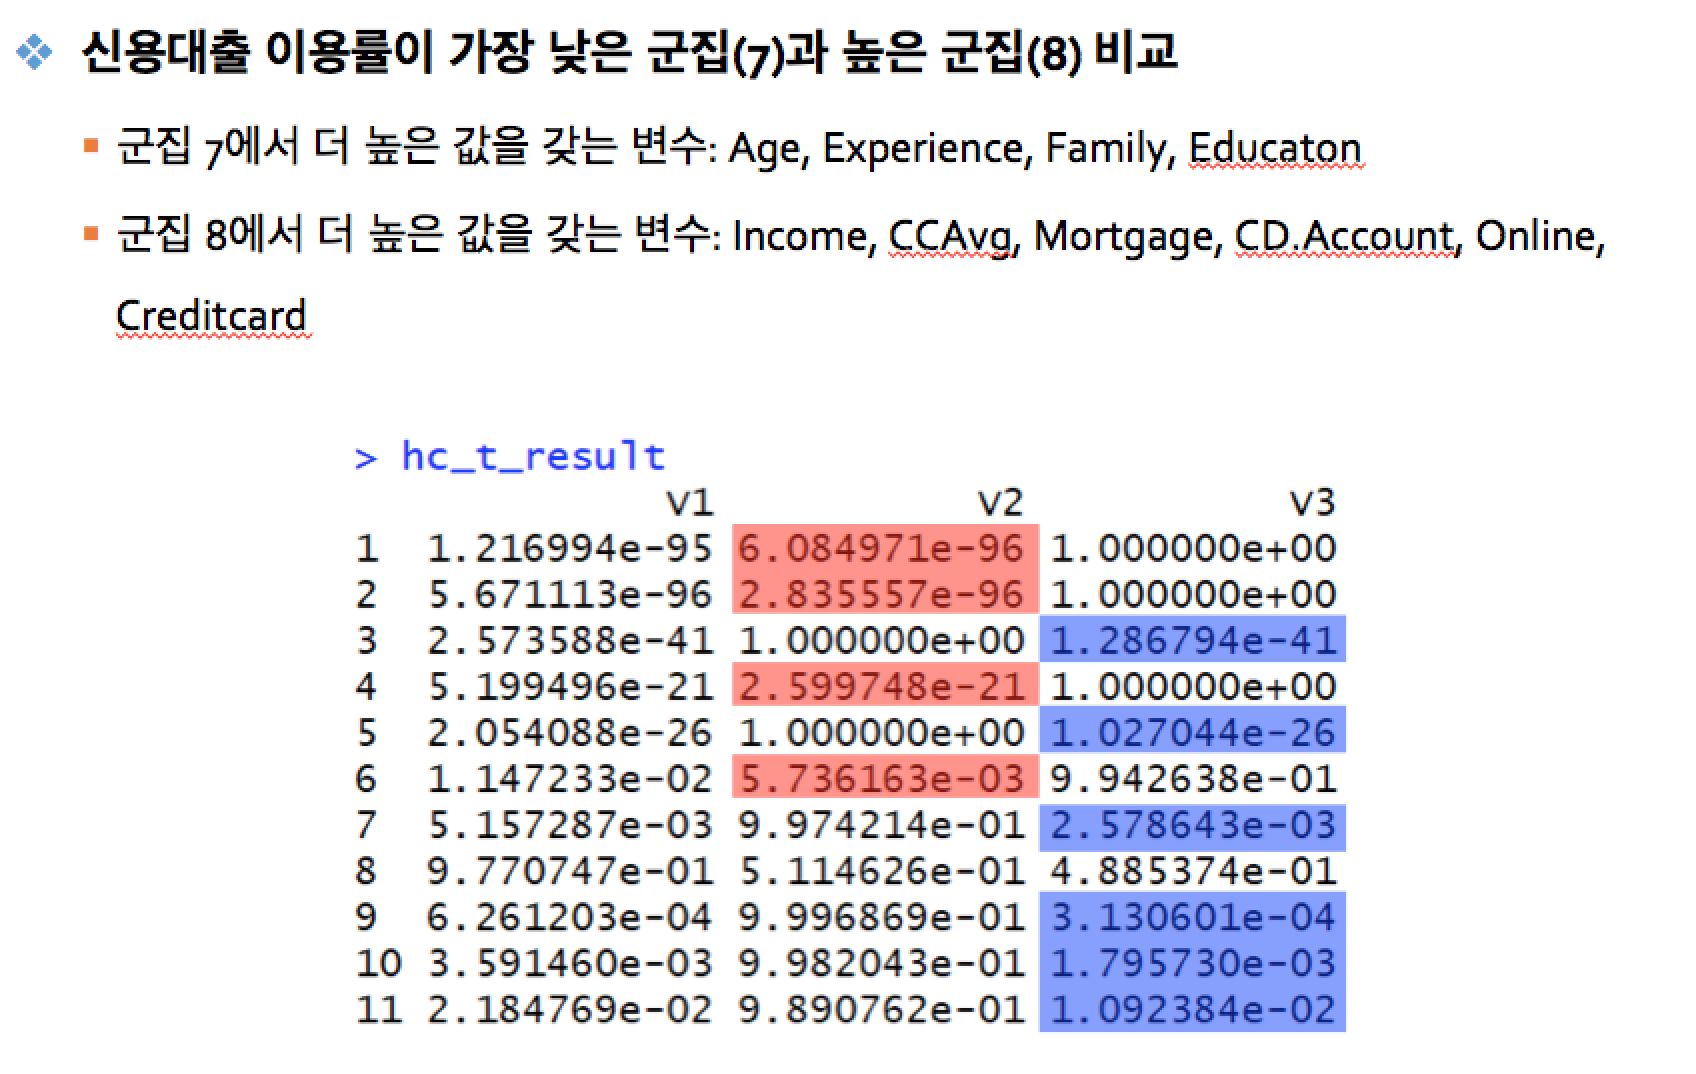 신용대출 이용률이 가장 낮은 군집(7)과 높은 군집(8) 비교
군집 7에서 더 높은 값을 갖는 변수: Age, Experience, Family, Educaton
군집 8에서 더 높은 값을 갖는 변수: Income, CCAvg, Mortgage, CD.Account, Online,
Creditcard
> hc_t_result
V1 V2 V3
1 1.216994e-95 6.084971e-96 1.000000e+00
2 5.671113e-96 2.835557e-96 1.000000e+00
3 2.573588e-41 1.000000e+00 1.286794e-41
4 5.199496e-21 2.599748e-21 1.000000e+00
5 2.054088e-26 1.000000e+00 1.027044e-26
6 1.147233e-02 5.736163e-03 9.942638e-01
7 5.157287e-03 9.974214e-01 2.578643e-03
8 9.770747e-01 5.114626e-01 4.885374e-01
9 6.261203e-04 9.996869e-01 3.130601e-04
10 3.591460e-03 9.982043e-01 1.795730e-03
11 2.184769e-02 9.890762e-01 1.092384e-02